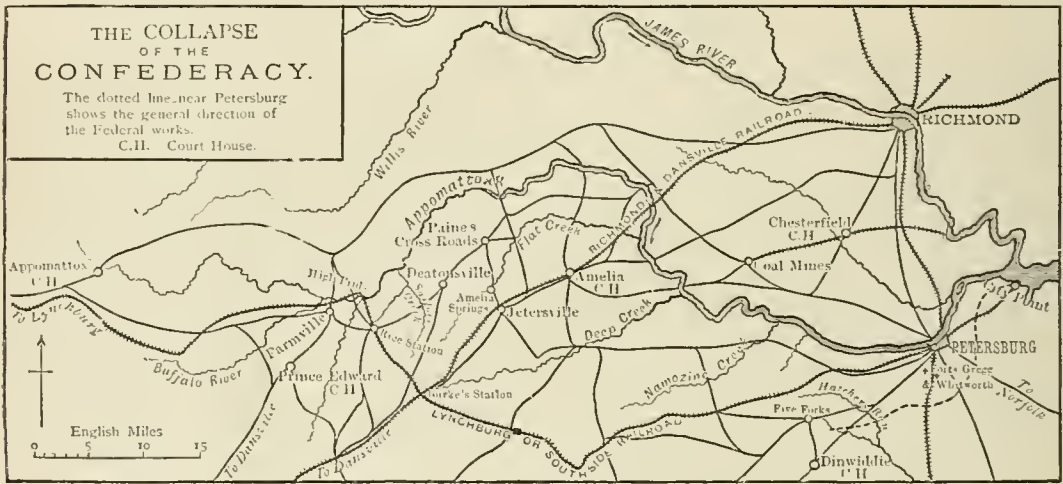 THE COLLAPSE
OF THE
CONFEDERACY.
The dotted line near Petersburg
shows the general direction of
the Federal works.
C.H. Court House.
JAMES RIVER
RICHMOND
Willis River
RICHMOND & DANSVILLE RAILROAD
Appomattox
Paine's
Cross Roads
Flat Creek
Chesterfield
C.H
Coal Mines
Appomattox
C H
High Bri.
Deatonsville
Amelia
Springs
Amelia
C H
City Point
To Lynchburg
Farmville
Rice Station
Jetersville
Deep Creek
PETERSBURG
Buffalo River
Prince Edward
C H
Namozine Creek
Forts Gregg
& Whitworth
Burke's Station
Hatcher's Run
To
Norfolk
Five Forks
LYNCHBURG OR SOUTHSIDE RAILROAD
To Dansville
To Dansville
Dinwiddie
C H
English Miles
0 5 10 15